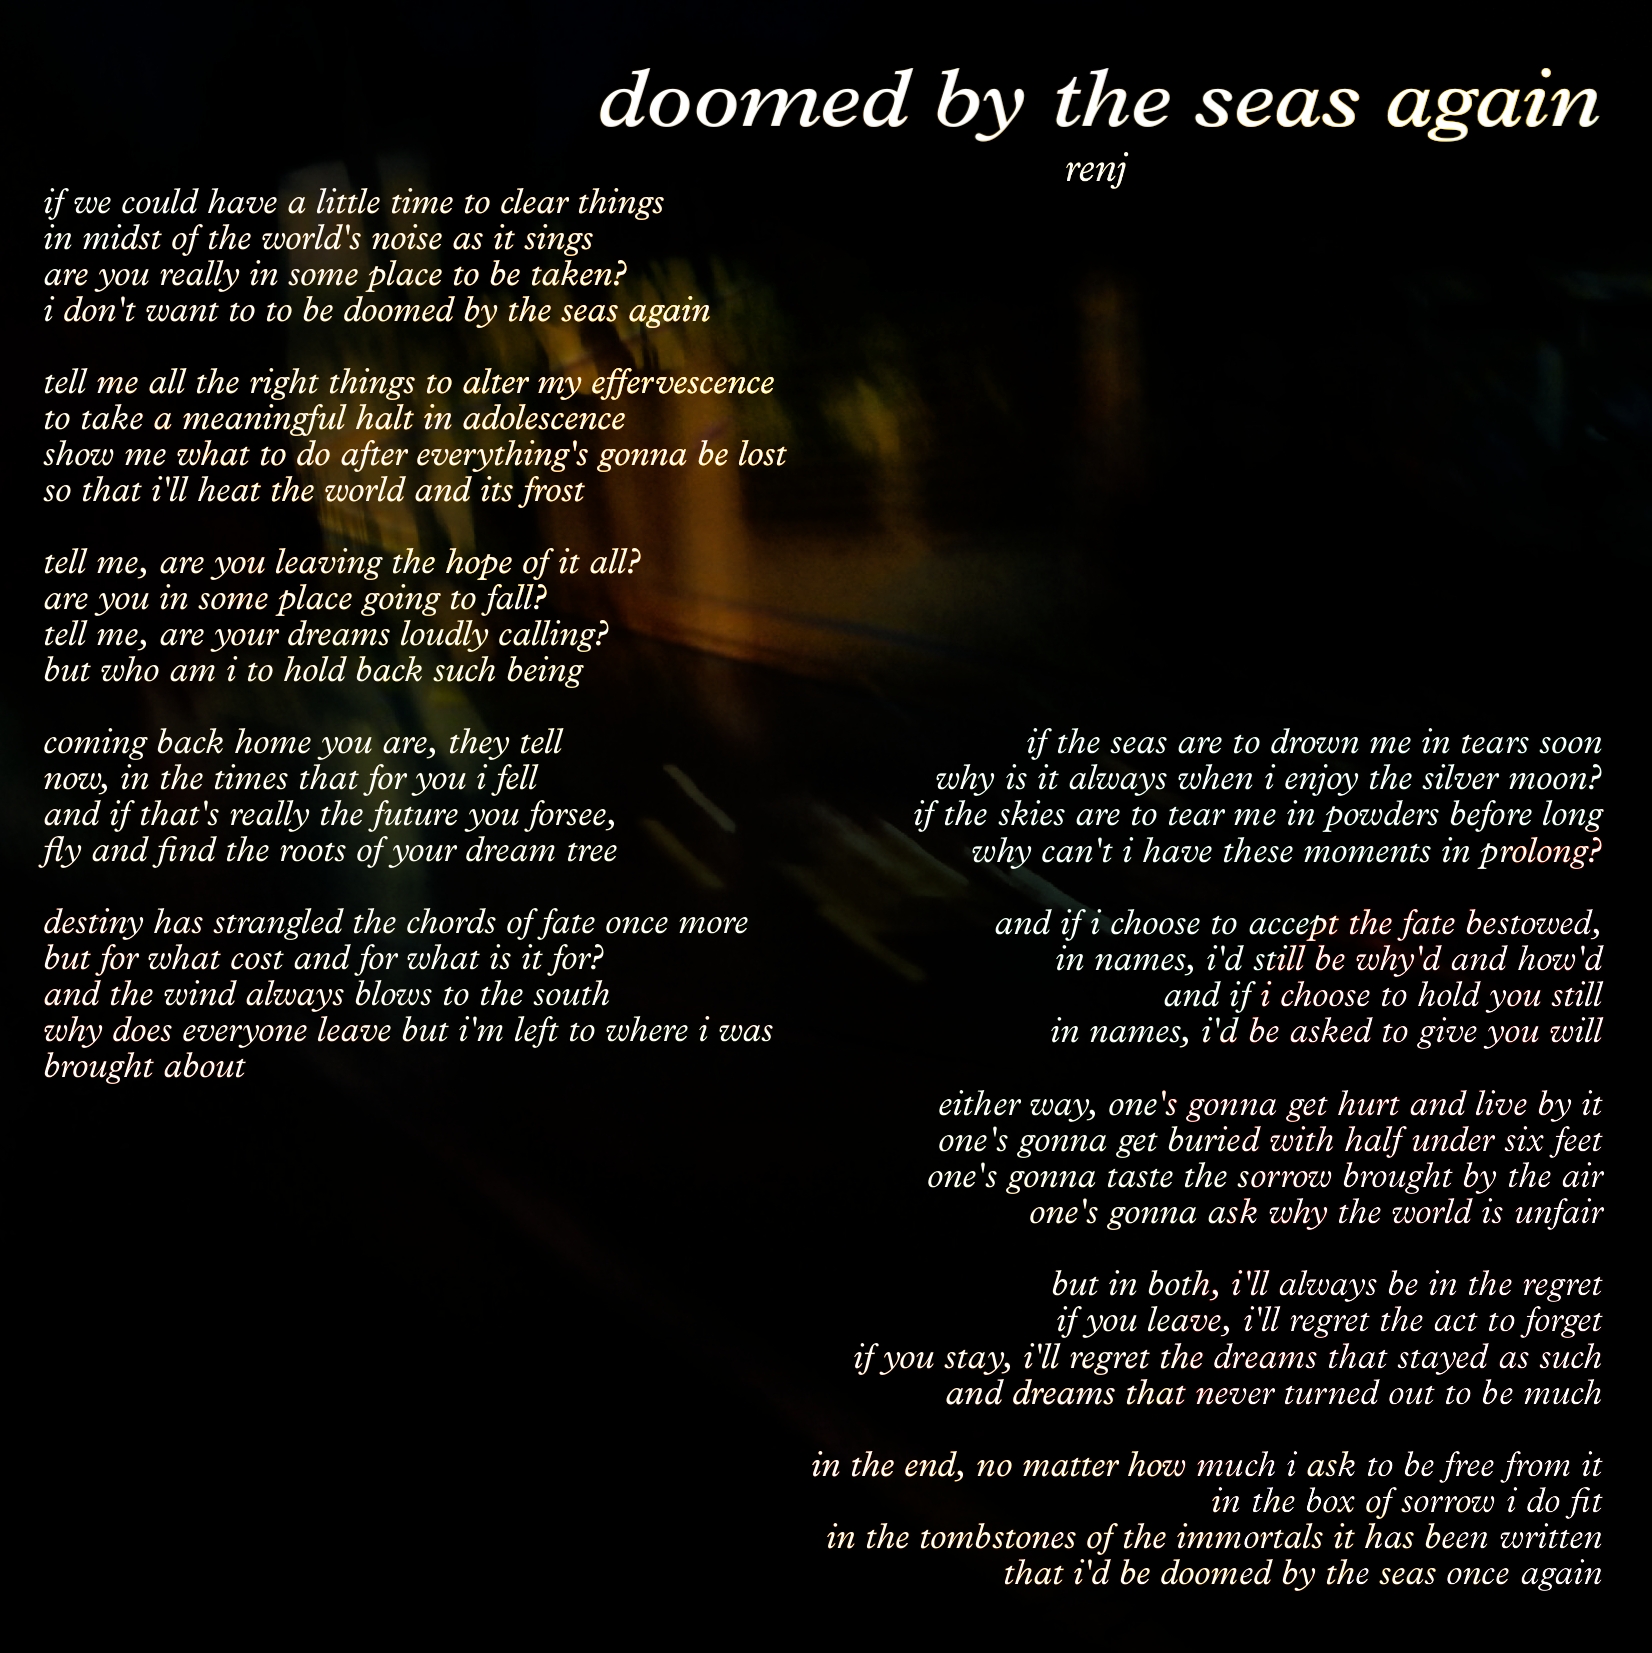 doomed by the seas again
renj
if we could have a little time to clear things
in midst of the world's noise as it sings
are you really in some place to be taken?
i don't want to to be doomed by the seas again
tell me all the right things to alter my effervescence
to take a meaningful halt in adolescence
show me what to do after everything's gonna be lost
so that i'll heat the world and its frost
tell me, are you leaving the hope of it all?
are you in some place going to fall?
tell me, are your dreams loudly calling?
but who am i to hold back such being
coming back home you are, they tell
now, in the times that for you i fell
and if that's really the future you forsee,
fly and find the roots of your dream tree
destiny has strangled the chords of fate once more
but for what cost and for what is it for?
and the wind always blows to the south
why does everyone leave but i'm left to where i was
brought about
if the seas are to drown me in tears soon
why is it always when i enjoy the silver moon?
if the skies are to tear me in powders before long
why can't i have these moments in prolong?
and if i choose to accept the fate bestowed,
in names, i'd still be why'd and how'd
and if i choose to hold you still
in names, i'd be asked to give you will
either way, one's gonna get hurt and live by it
one's gonna get buried with half under six feet
one's gonna taste the sorrow brought by the air
one's gonna ask why the world is unfair
but in both, i'll always be in the regret
if you leave, i'll regret the act to forget
if you stay, i'll regret the dreams that stayed as such
and dreams that never turned out to be much
in the end, no matter how much i ask to be free from it
in the box of sorrow i do fit
in the tombstones of the immortals it has been written
that i'd be doomed by the seas once again